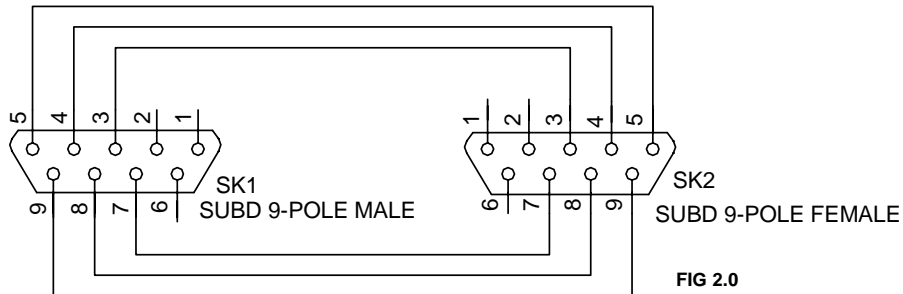 5 4 3 2 1
1 2 3 4 5
SK1
SUBD 9-POLE MALE
9 8 7 6
6 7 8 9
SK2
SUBD 9-POLE FEMALE
FIG 2.0